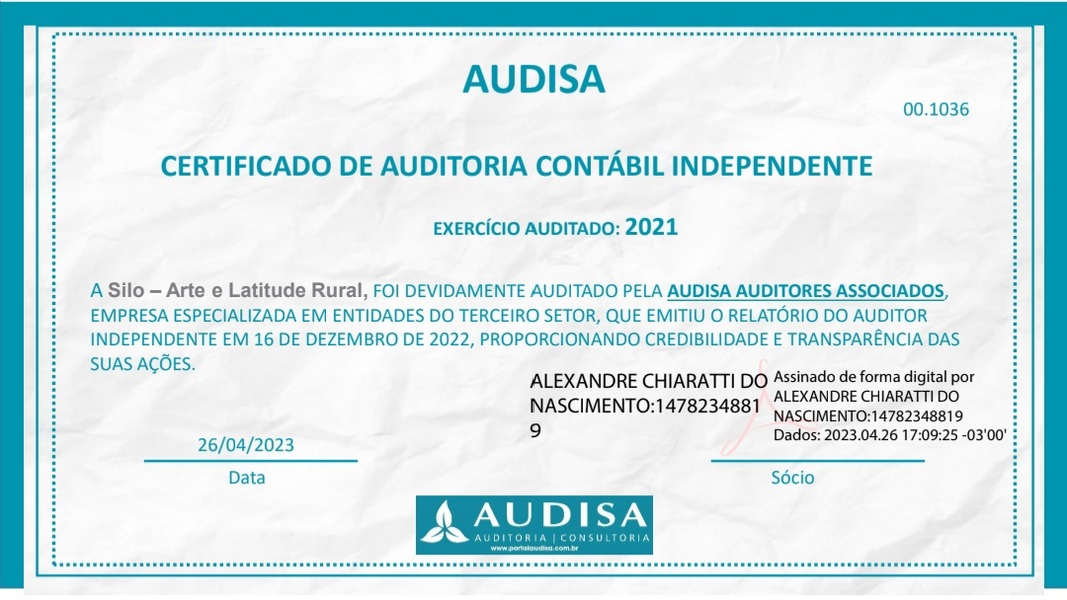 AUDISA
00.1036
CERTIFICADO DE AUDITORIA CONTÁBIL INDEPENDENTE
EXERCÍCIO AUDITADO: 2021
A Silo – Arte e Latitude Rural, FOI DEVIDAMENTE AUDITADO PELA AUDISA AUDITORES ASSOCIADOS,
EMPRESA ESPECIALIZADA EM ENTIDADES DO TERCEIRO SETOR, QUE EMITIU O RELATÓRIO DO AUDITOR
INDEPENDENTE EM 16 DE DEZEMBRO DE 2022, PROPORCIONANDO CREDIBILIDADE E TRANSPARÊNCIA DAS
SUAS AÇÕES.
ALEXANDRE CHIARATTI DO
NASCIMENTO:1478234881
9
Assinado de forma digital por
ALEXANDRE CHIARATTI DO
NASCIMENTO:14782348819
Dados: 2023.04.26 17:09:25 -03'00'
26/04/2023
Data
Sócio
AUDISA
AUDITORIA | CONSULTORIA
www.portalaudisa.com.br